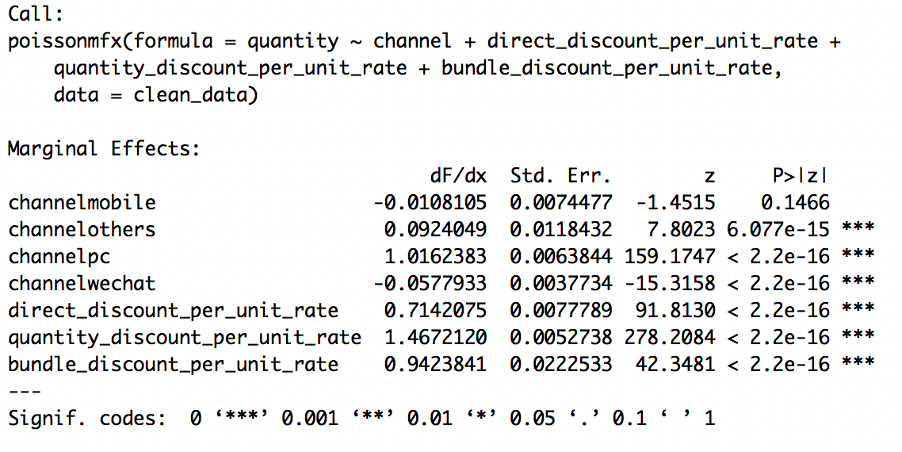 Call:
poissonmfx(formula = quantity ~ channel + direct_discount_per_unit_rate +
    quantity_discount_per_unit_rate + bundle_discount_per_unit_rate,
    data = clean_data)

Marginal Effects:
                                     dF/dx  Std. Err.        z     P>|z|
channelmobile                   -0.0108105  0.0074477  -1.4515    0.1466
channelothers                    0.0924049  0.0118432   7.8023 6.077e-15 ***
channelpc                        1.0162383  0.0063844 159.1747 < 2.2e-16 ***
channelwechat                   -0.0577933  0.0037734 -15.3158 < 2.2e-16 ***
direct_discount_per_unit_rate    0.7142075  0.0077789  91.8130 < 2.2e-16 ***
quantity_discount_per_unit_rate  1.4672120  0.0052738 278.2084 < 2.2e-16 ***
bundle_discount_per_unit_rate    0.9423841  0.0222533  42.3481 < 2.2e-16 ***
---
Signif. codes:  0 ‘***’ 0.001 ‘**’ 0.01 ‘*’ 0.05 ‘.’ 0.1 ‘ ’ 1